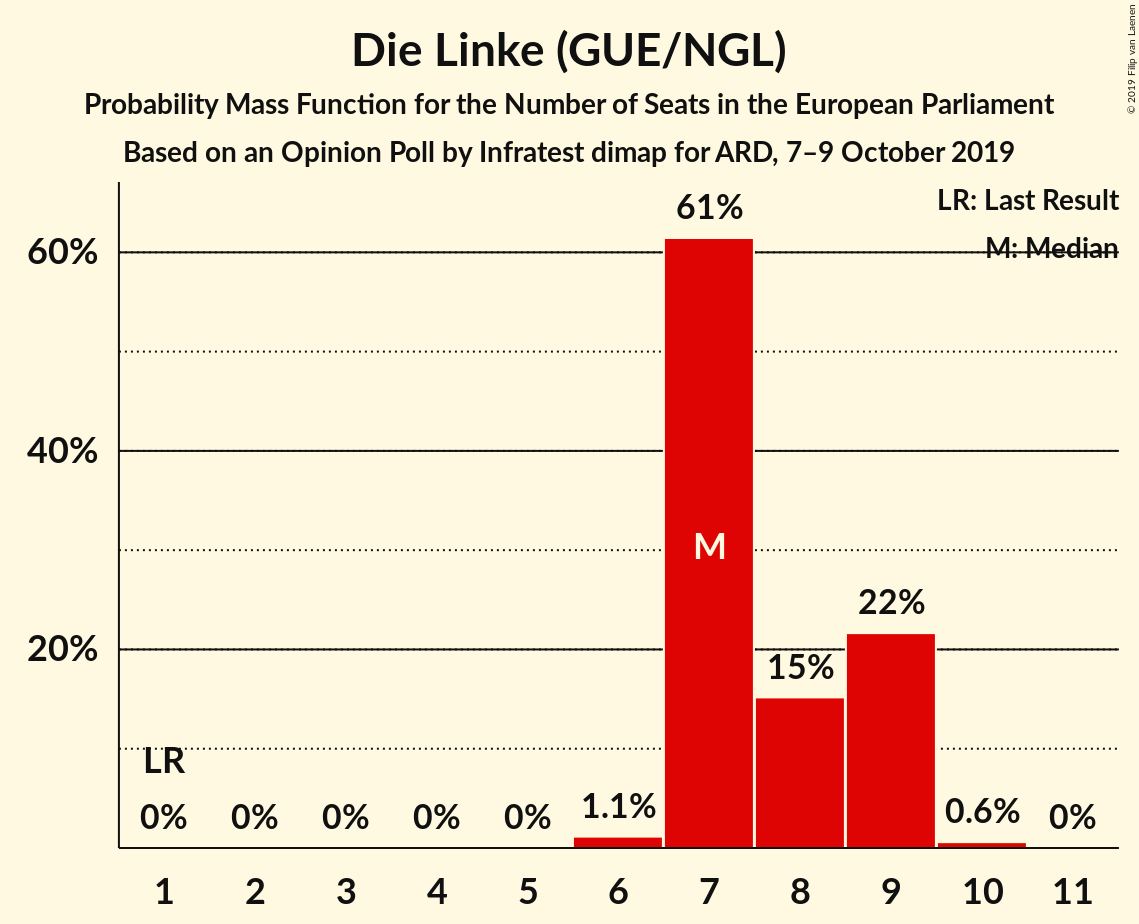 Die Linke (GUE/NGL)
Probability Mass Function for the Number of Seats in the European Parliament
Based on an Opinion Poll by Infratest dimap for ARD, 7–9 October 2019
© 2019 Filip van Laenen
LR: Last Result
M: Median
60%
40%
20%
LR
0%
0%
0%
0%
0%
1.1%
61%
M
15%
22%
0.6%
0%
1 2 3 4 5 6 7 8 9 10 11